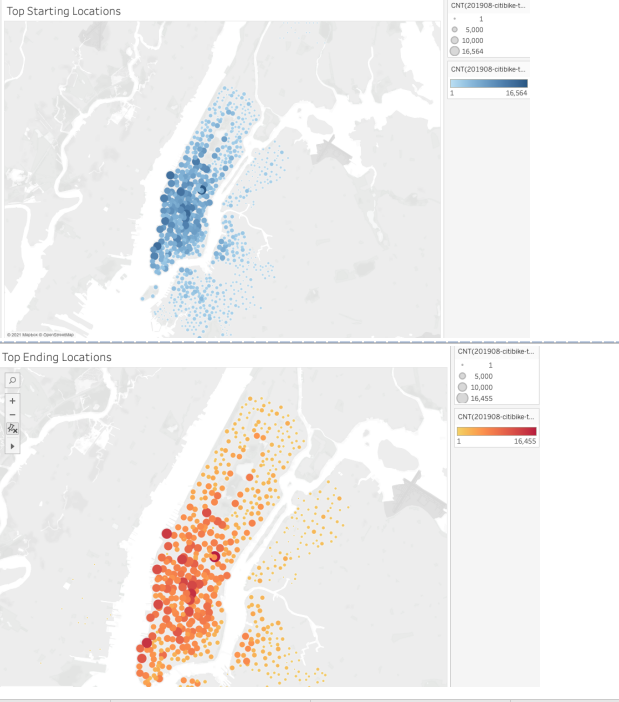 Top Starting Locations
CNT(201908-citibike-t...
1
5,000
10,000
16,564
CNT(201908-citibike-t...
1 16,564
© 2021 Mapbox © OpenStreetMap
Top Ending Locations
CNT(201908-citibike-t...
1
5,000
10,000
16,455
CNT(201908-citibike-t...
1 16,455